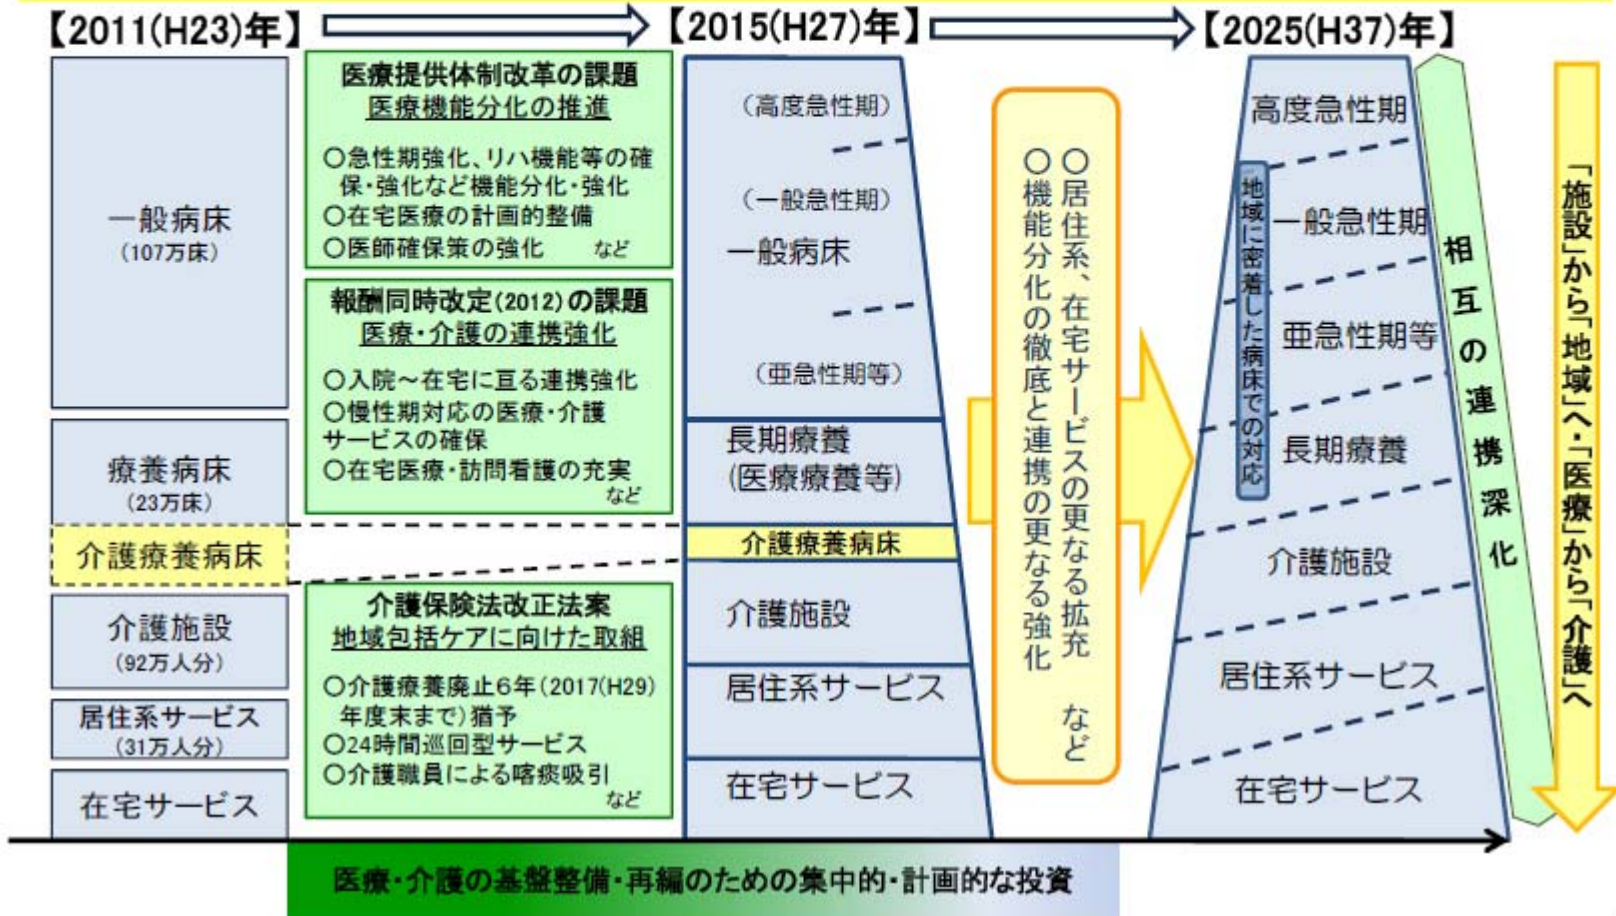 【2011(H23)年】
【2015(H27)年】
【2025(H37)年】
一般病床
(107万床)
療養病床
(23万床)
介護療養病床
介護施設
(92万人分)
居住系サービス
(31万人分)
在宅サービス
医療提供体制改革の課題
医療機能分化の推進
○急性期強化、リハ機能等の確
保・強化など機能分化・強化
○在宅医療の計画的整備
○医師確保策の強化 など
報酬同時改定(2012)の課題
医療・介護の連携強化
○入院～在宅に亘る連携強化
○慢性期対応の医療・介護
サービスの確保
○在宅医療・訪問看護の充実
など
介護保険法改正法案
地域包括ケアに向けた取組
○介護療養廃止6年(2017(H29)
年度末まで)猶予
○24時間巡回型サービス
○介護職員による喀痰吸引
など
(高度急性期)
(一般急性期)
一般病床
(亜急性期等)
長期療養
(医療療養等)
介護療養病床
介護施設
居住系サービス
在宅サービス
○居住系、在宅サービスの更なる拡充 など
○機能分化の徹底と連携の更なる強化
高度急性期
一般急性期
亜急性期等
長期療養
介護施設
居住系サービス
在宅サービス
地域に密着した病床での対応
相互の連携深化
「施設」から「地域」へ・「医療」から「介護」へ
医療・介護の基盤整備・再編のための集中的・計画的な投資